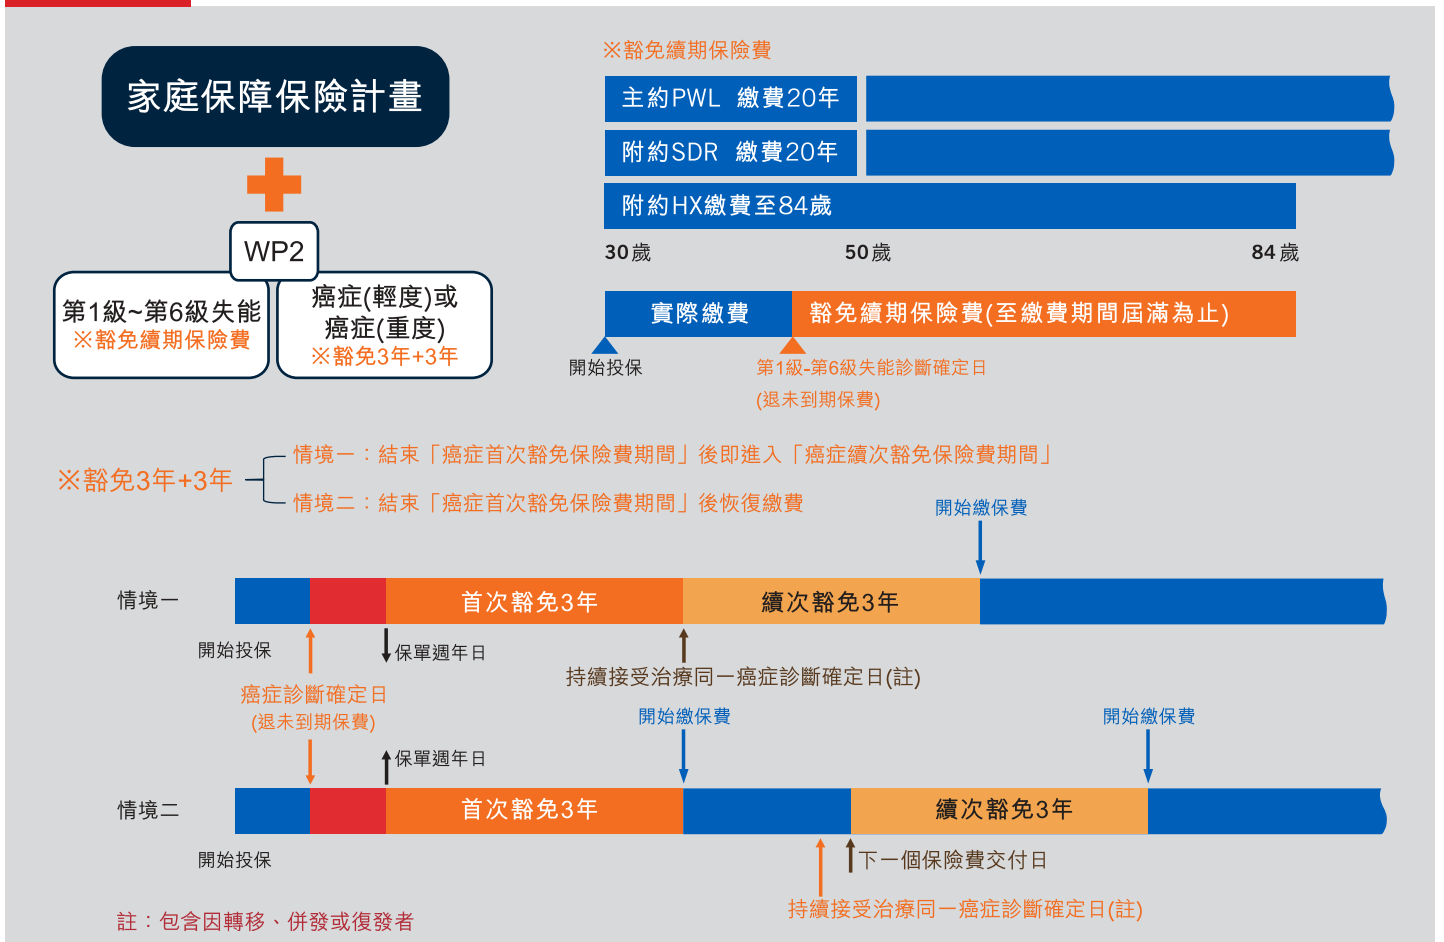 家庭保障保險計畫
WP2
第1級~第6級失能
※豁免續期保險費
癌症(輕度)或
癌症(重度)
※豁免3年+3年
※豁免續期保險費
主約PWL 繳費20年
附約SDR 繳費20年
附約HX繳費至84歲
30歲 50歲 84歲
實際繳費 豁免續期保險費(至繳費期間屆滿為止)
開始投保 第1級-第6級失能診斷確定日
(退未到期保費)
※豁免3年+3年
情境一：結束「癌症首次豁免保險費期間」後即進入「癌症續次豁免保險費期間」
情境二：結束「癌症首次豁免保險費期間」後恢復繳費
開始繳保費
情境一 首次豁免3年 續次豁免3年
開始投保 保單週年日
持續接受治療同一癌症診斷確定日(註)
癌症診斷確定日
(退未到期保費)
開始繳保費 開始繳保費
保單週年日
情境二 首次豁免3年 續次豁免3年
開始投保 下一個保險費交付日
持續接受治療同一癌症診斷確定日(註)
註：包含因轉移、併發或復發者